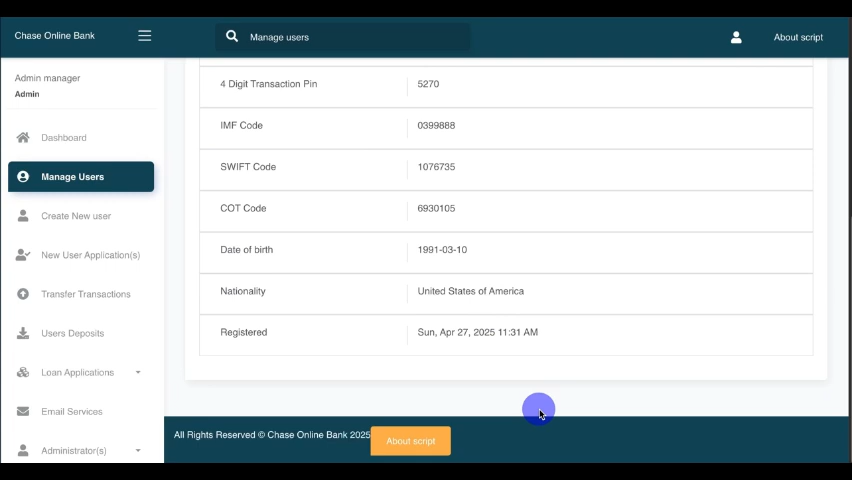 Chase Online Bank
Manage users
About script
Admin manager
Admin
Dashboard
Manage Users
Create New user
New User Application(s)
Transfer Transactions
Users Deposits
Loan Applications
Email Services
Administrator(s)
4 Digit Transaction Pin 5270
IMF Code 0399888
SWIFT Code 1076735
COT Code 6930105
Date of birth 1991-03-10
Nationality United States of America
Registered Sun, Apr 27, 2025 11:31 AM
All Rights Reserved © Chase Online Bank 2025 About script